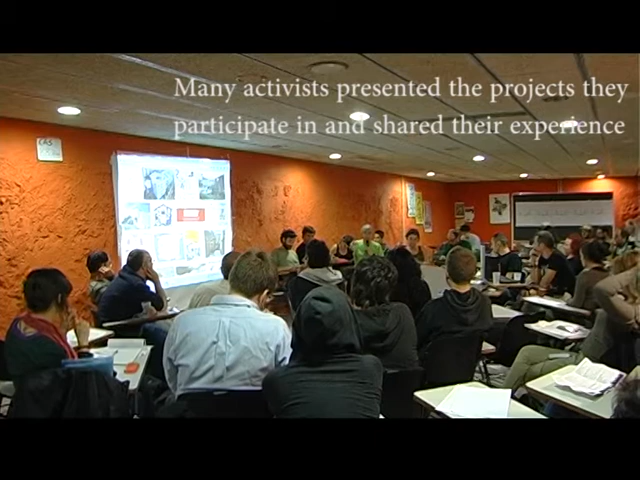 Many activists presented the projects they
participate in and shared their experience